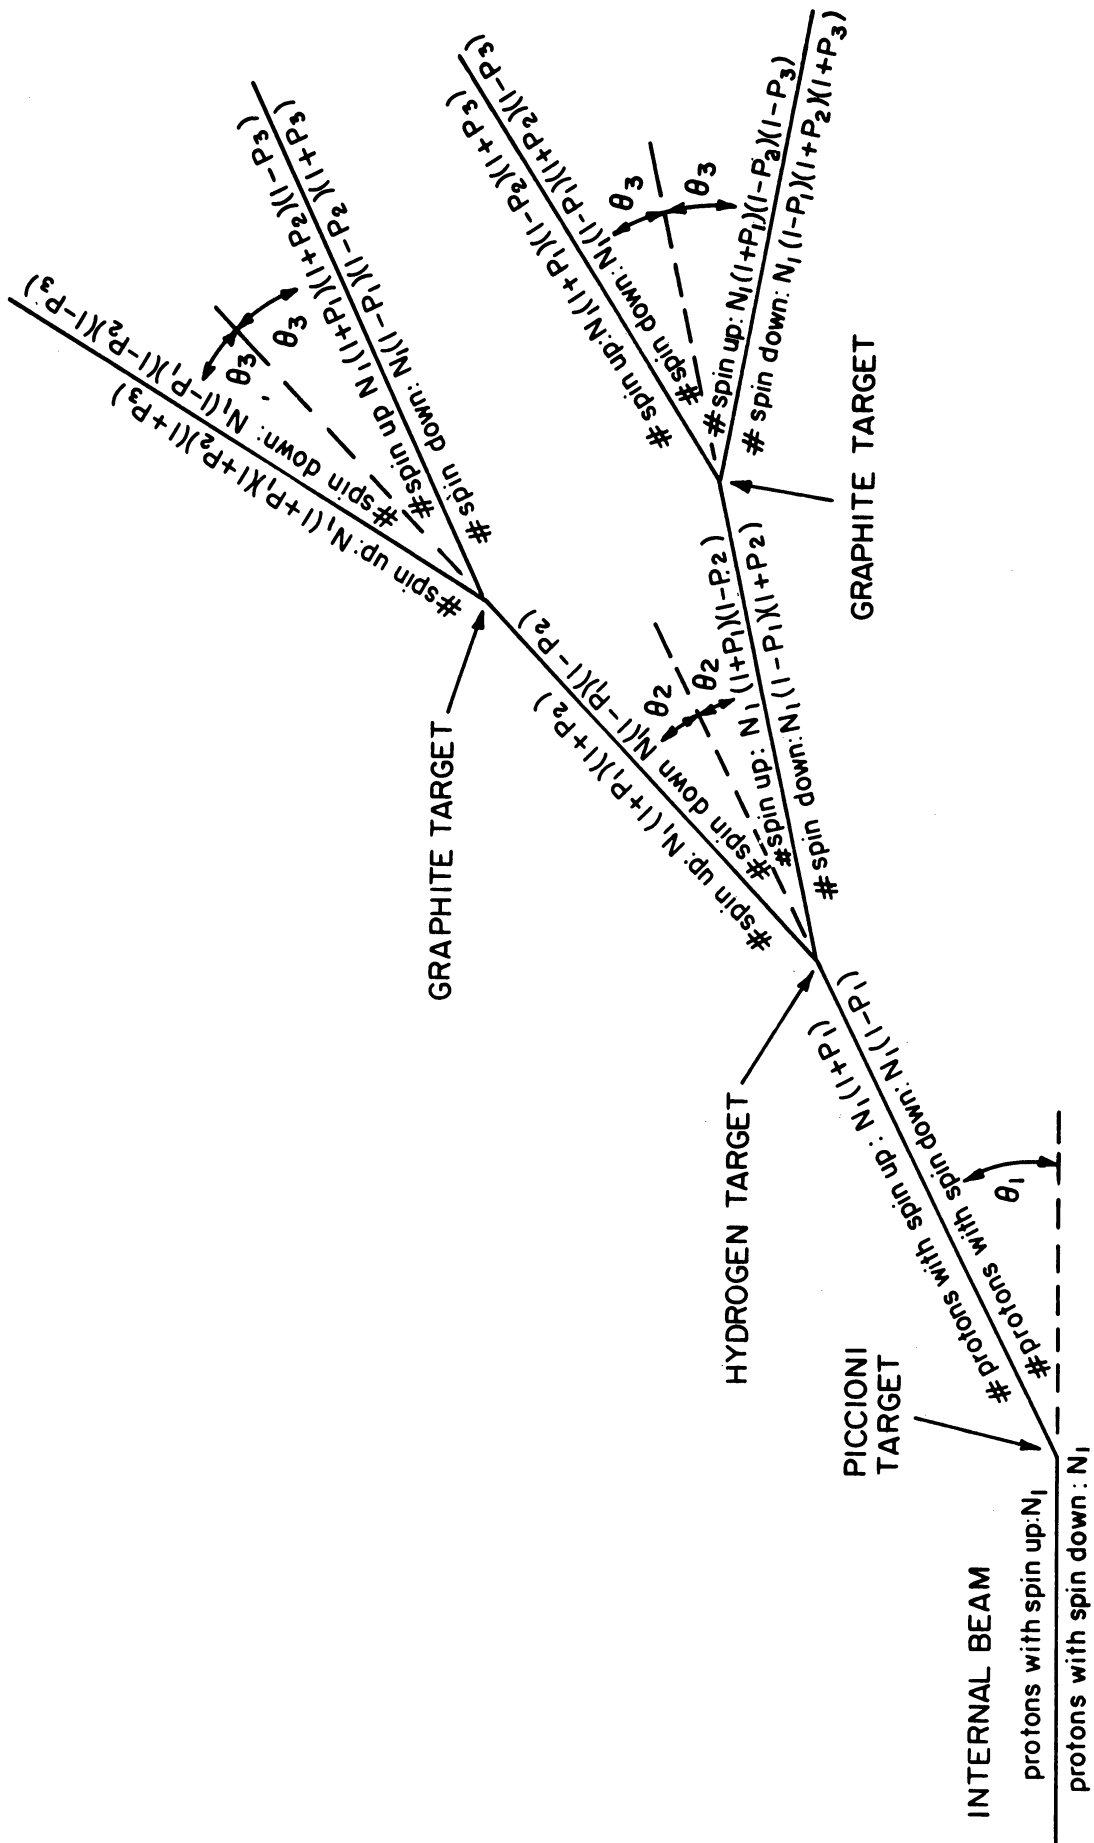 INTERNAL BEAM
protons with spin up:N₁
protons with spin down: N₁
PICCIONI
TARGET
# protons with spin up: N₁(1+P₁)
# protons with spin down: N₁(1-P₁)
θ₁
HYDROGEN TARGET
# spin up: N₁(1+P₁)(1+P₂)
# spin down N₁(1-P₁)(1-P₂)
θ₂
θ₂
# spin up: N₁(1+P₁)(1-P₂)
# spin down: N₁(1-P₁)(1+P₂)
GRAPHITE TARGET
# spin up: N₁(1+P₁)(1+P₂)(1+P₃)
# spin down: N₁(1-P₁)(1-P₂)(1-P₃)
θ₃
θ₃
# spin up N₁(1+P₁)(1+P₂)(1-P₃)
# spin down: N₁(1-P₁)(1-P₂)(1+P₃)
GRAPHITE TARGET
# spin up: N₁(1+P₁)(1-P₂)(1+P₃)
# spin down: N₁(1-P₁)(1+P₂)(1-P₃)
θ₃
θ₃
# spin up: N₁(1+P₁)(1-P₂)(1-P₃)
# spin down: N₁(1-P₁)(1+P₂)(1+P₃)